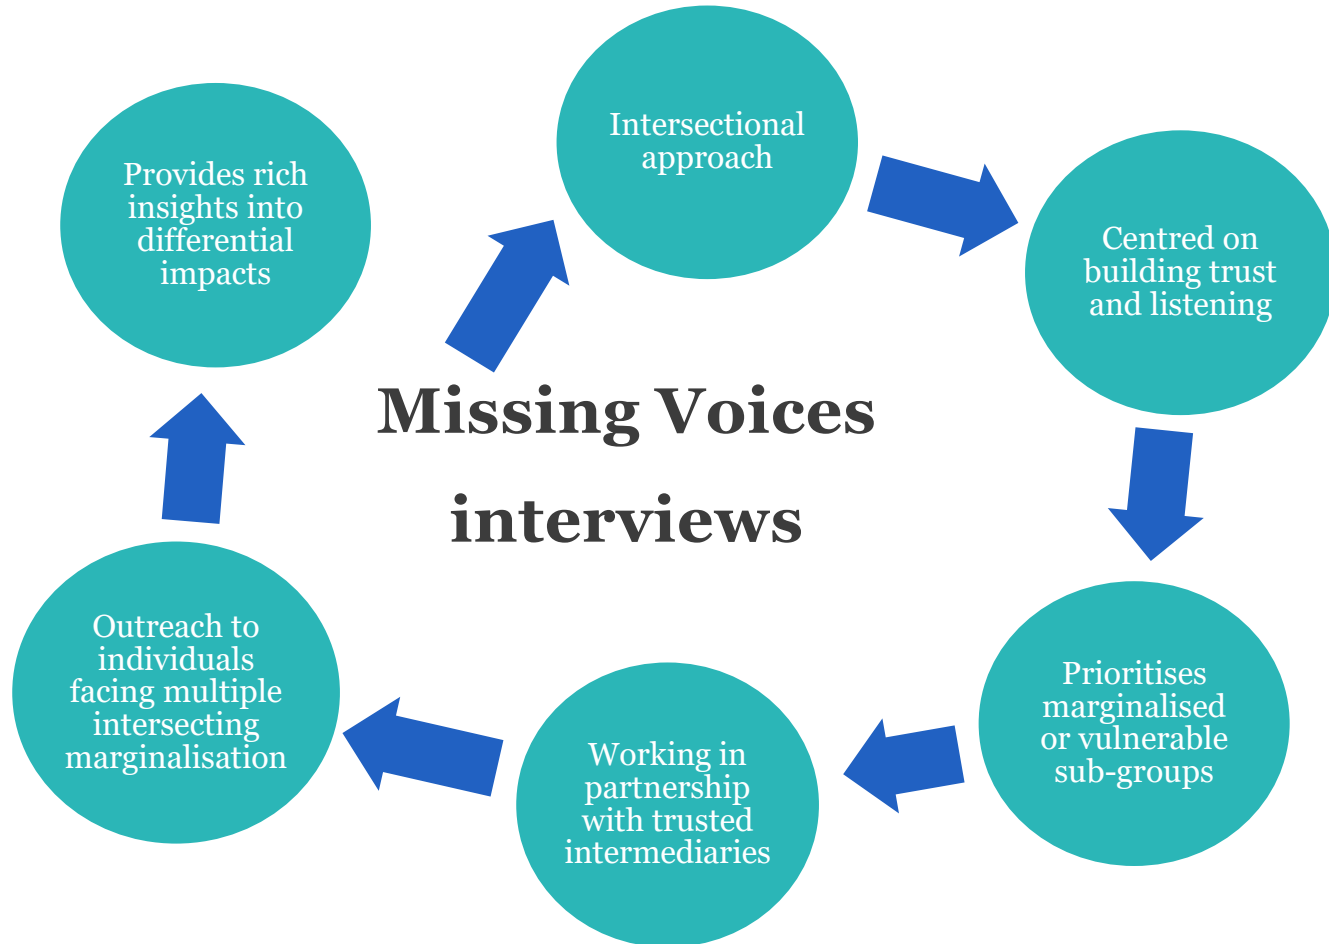 Intersectional
approach
Centred on
building trust
and listening
Prioritises
marginalised
or vulnerable
sub-groups
Working in
partnership
with trusted
intermediaries
Outreach to
individuals
facing multiple
intersecting
marginalisation
Provides rich
insights into
differential
impacts
Missing Voices
interviews